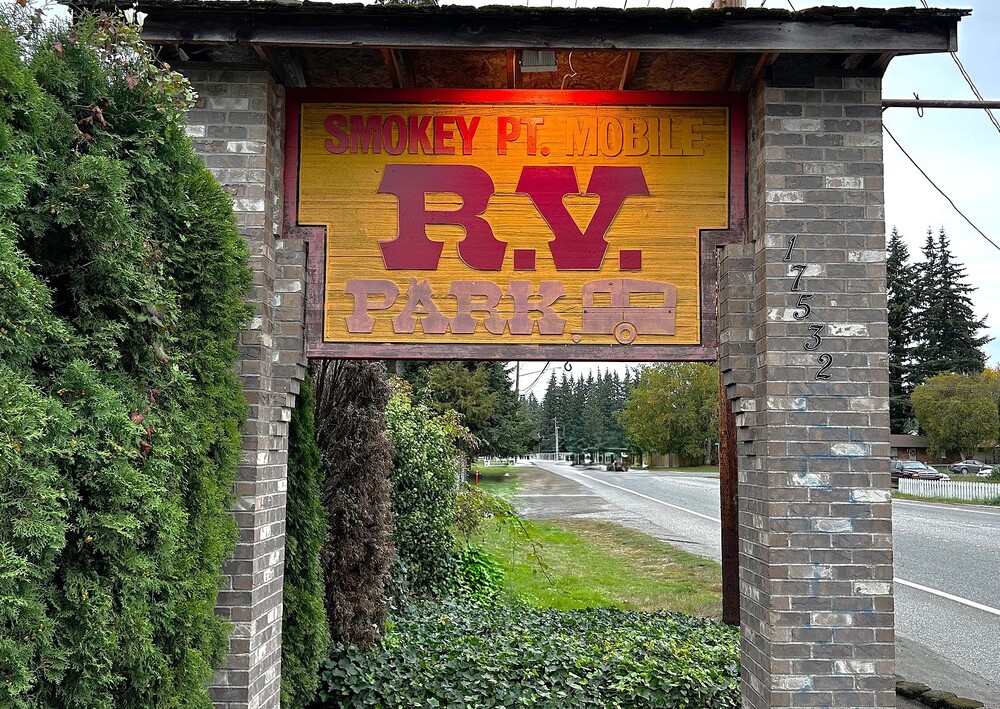 SMOKEY PT. MOBILE
R.V.
PARK
17532